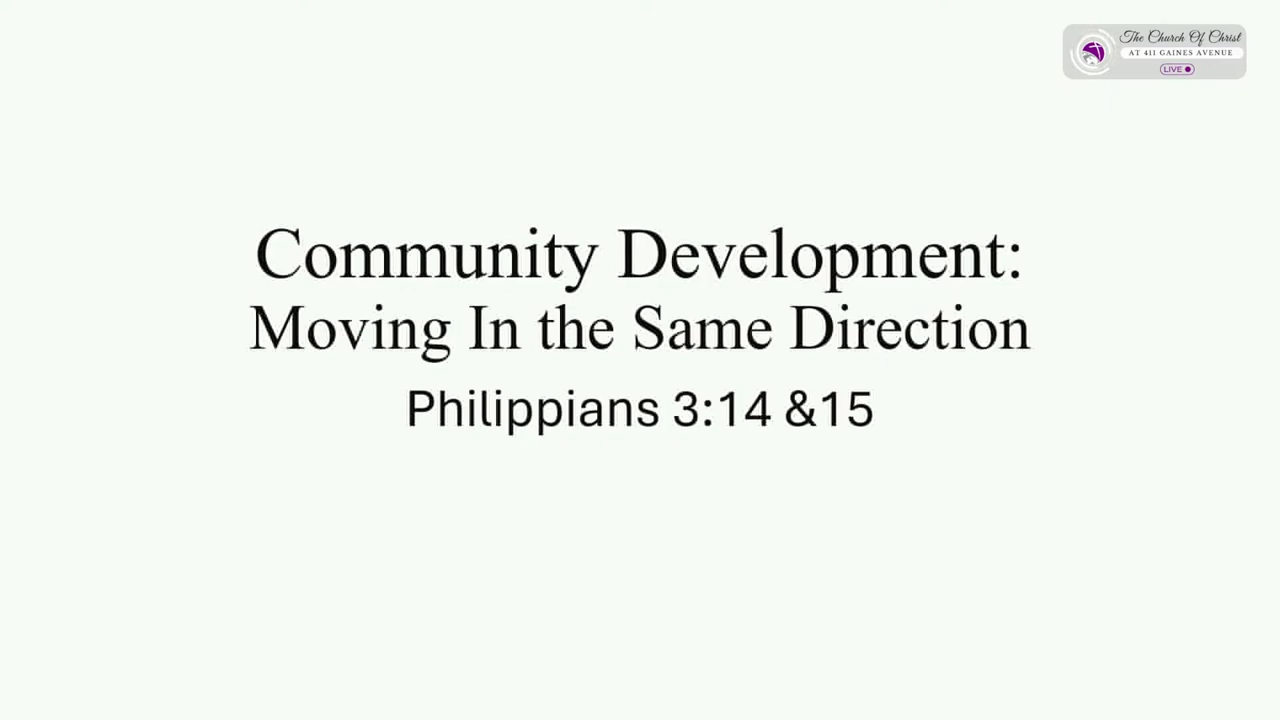 The Church Of Christ
AT 411 GAINES AVENUE
LIVE
Community Development:
Moving In the Same Direction
Philippians 3:14 &15